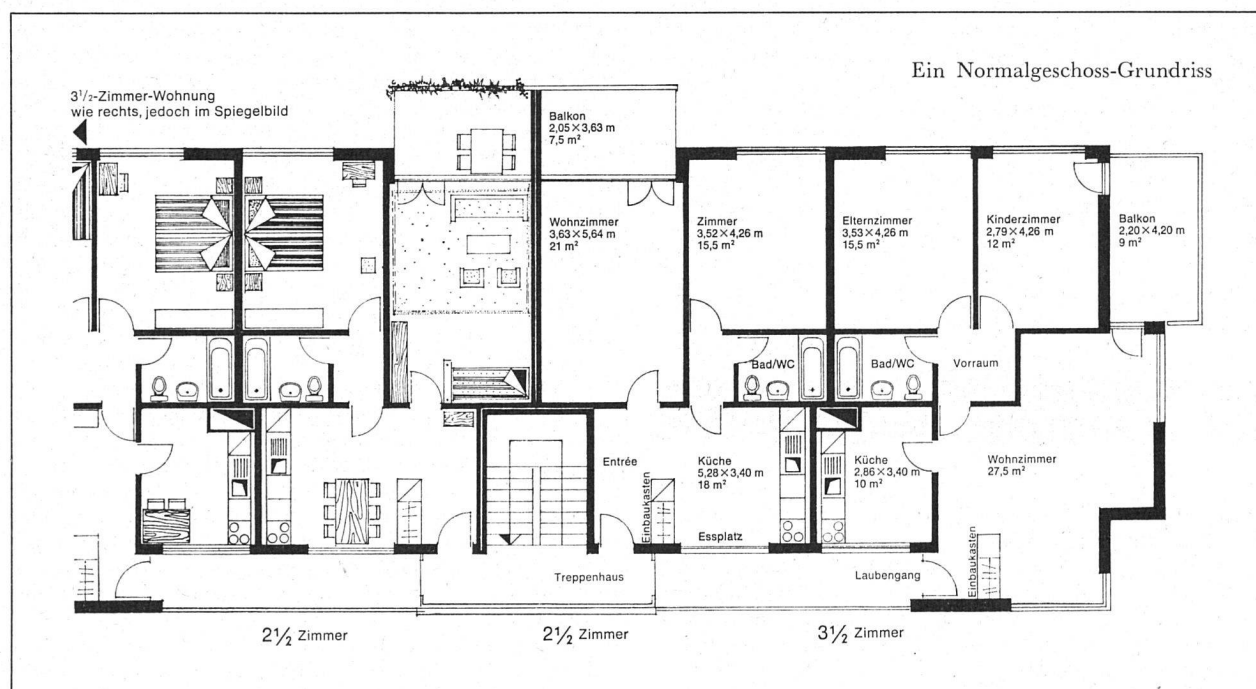 Ein Normalgeschoss-Grundriss
3½-Zimmer-Wohnung
wie rechts, jedoch im Spiegelbild
Balkon
2,05×3,63 m
7,5 m²
Wohnzimmer
3,63×5,64 m
21 m²
Zimmer
3,52×4,26 m
15,5 m²
Elternzimmer
3,53×4,26 m
15,5 m²
Kinderzimmer
2,79×4,26 m
12 m²
Balkon
2,20×4,20 m
9 m²
Bad/WC
Bad/WC
Vorraum
Entrée
Küche
5,28×3,40 m
18 m²
Küche
2,86×3,40 m
10 m²
Wohnzimmer
27,5 m²
Einbaukasten
Essplatz
Einbaukasten
Treppenhaus
Laubengang
2½ Zimmer
2½ Zimmer
3½ Zimmer